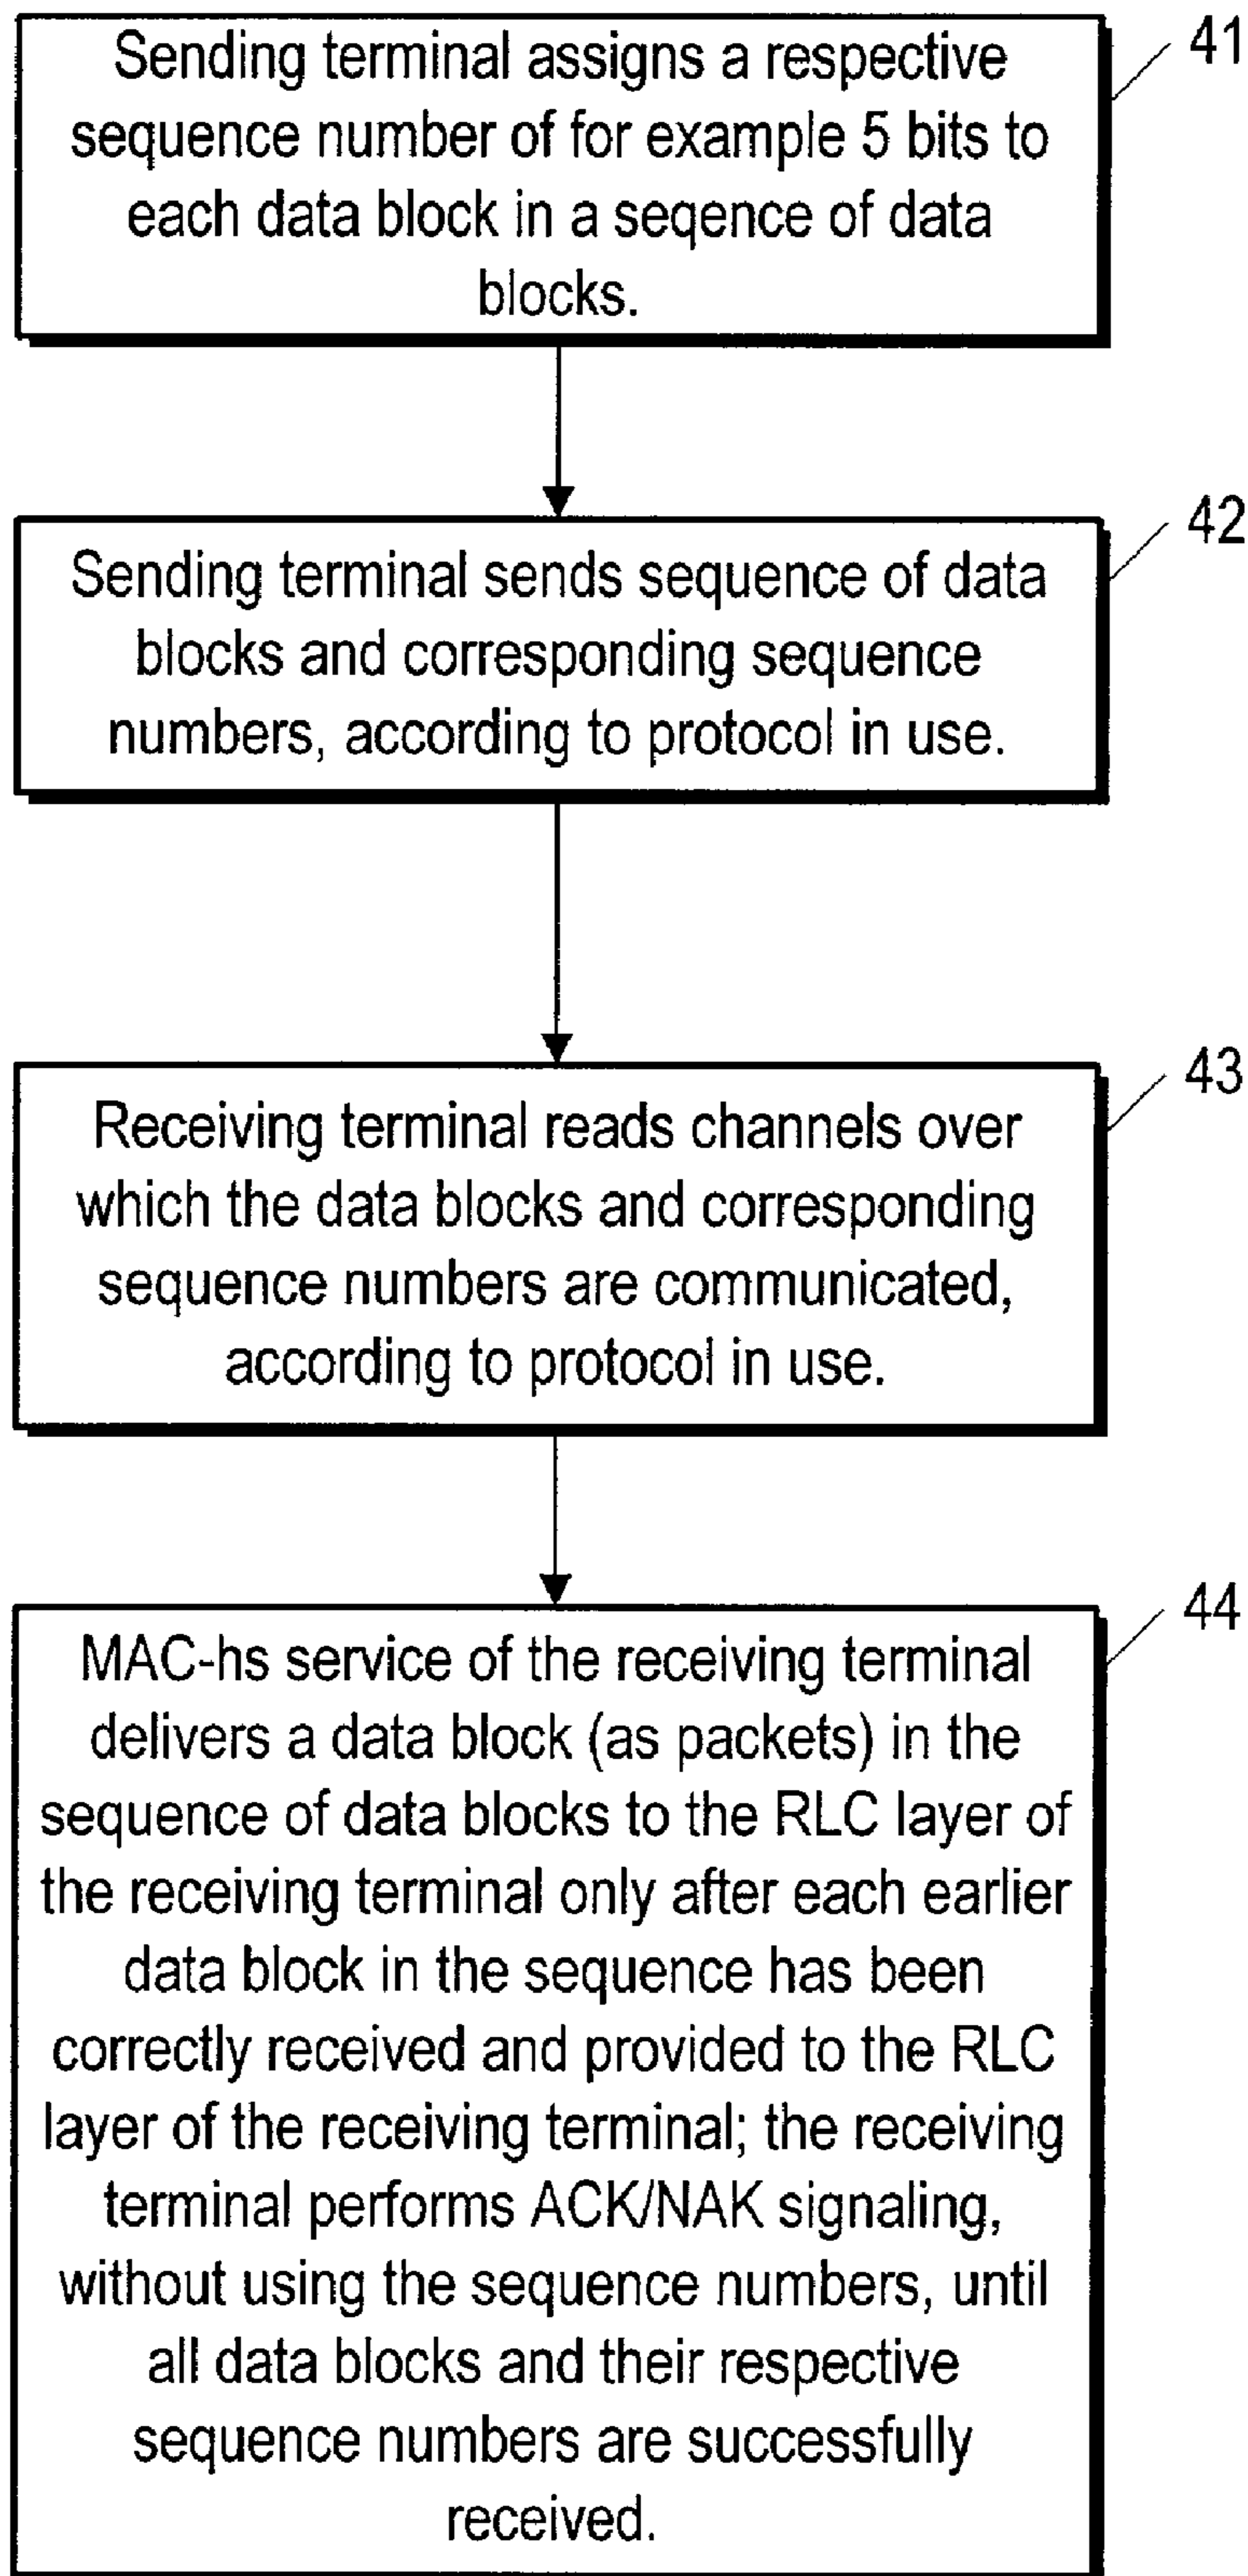 Sending terminal assigns a respective
41
sequence number of for example 5 bits to
each data block in a seqence of data
blocks.
42
Sending terminal sends sequence of data
blocks and corresponding sequence
numbers, according to protocol in use.
43
Receiving terminal reads channels over
which the data blocks and corresponding
sequence numbers are communicated,
according to protocol in use.
44
MAC-hs service of the receiving terminal
delivers a data block (as packets) in the
sequence of data blocks to the RLC layer of
the receiving terminal only after each earlier
data block in the sequence has been
correctly received and provided to the RLC
layer of the receiving terminal; the receiving
terminal performs ACK/NAK signaling,
without using the sequence numbers, until
all data blocks and their respective
sequence numbers are successfully
received.